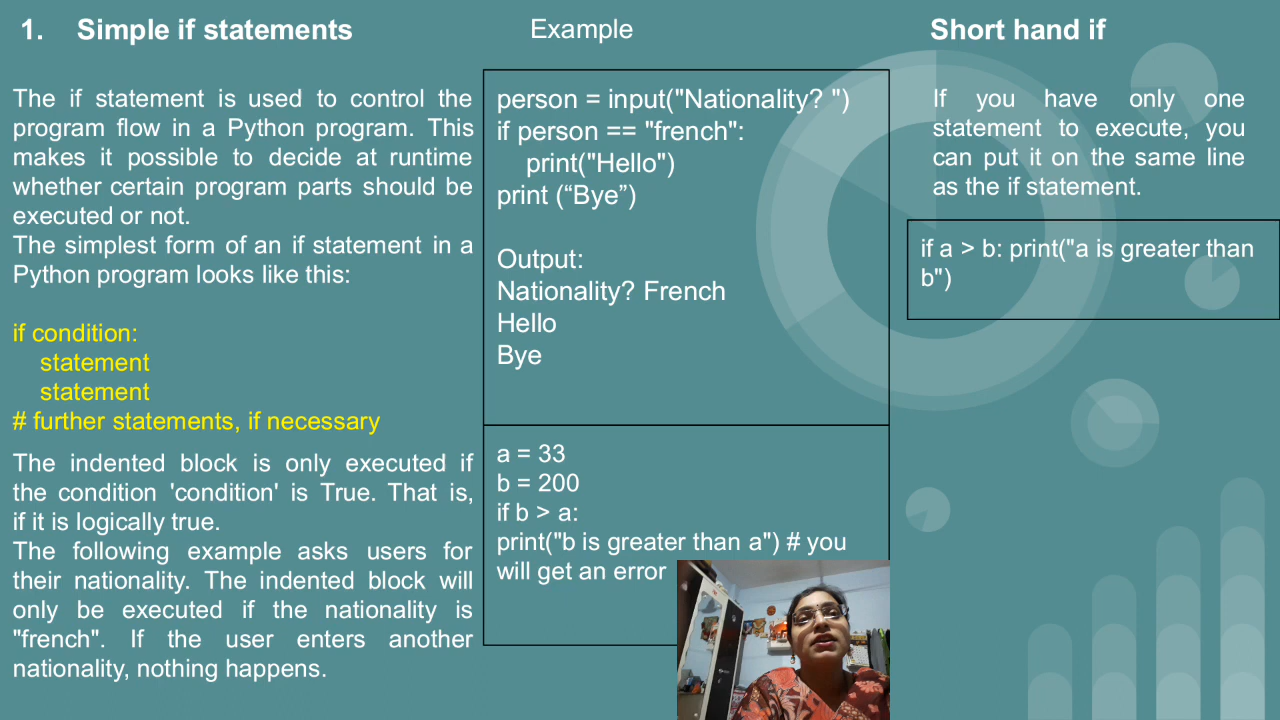 1. Simple if statements
The if statement is used to control the
program flow in a Python program. This
makes it possible to decide at runtime
whether certain program parts should be
executed or not.
The simplest form of an if statement in a
Python program looks like this:
if condition:
statement
statement
# further statements, if necessary
The indented block is only executed if
the condition 'condition' is True. That is,
if it is logically true.
The following example asks users for
their nationality. The indented block will
only be executed if the nationality is
"french". If the user enters another
nationality, nothing happens.
Example
person = input("Nationality? ")
if person == "french":
print("Hello")
print (“Bye”)
Output:
Nationality? French
Hello
Bye
a = 33
b = 200
if b > a:
print("b is greater than a") # you
will get an error
Short hand if
If you have only one
statement to execute, you
can put it on the same line
as the if statement.
if a > b: print("a is greater than
b")